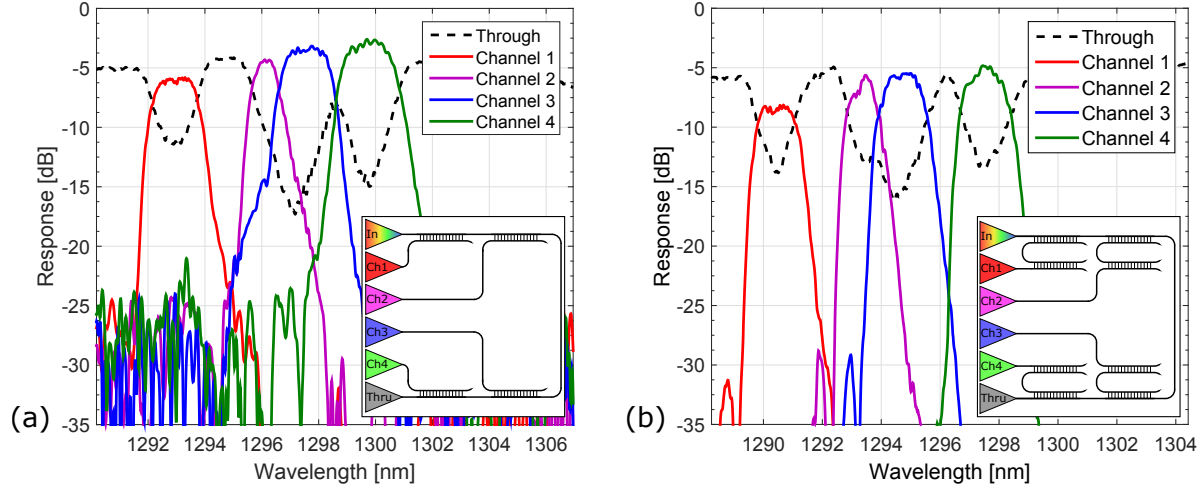 0
-5
-10
-15
-20
-25
-30
-35
Response [dB]
1292 1294 1296 1298 1300 1302 1304 1306
Wavelength [nm]
Through
Channel 1
Channel 2
Channel 3
Channel 4
In
Ch1
Ch2
Ch3
Ch4
Thru
(a)
0
-5
-10
-15
-20
-25
-30
-35
Response [dB]
1290 1292 1294 1296 1298 1300 1302 1304
Wavelength [nm]
Through
Channel 1
Channel 2
Channel 3
Channel 4
In
Ch1
Ch2
Ch3
Ch4
Thru
(b)